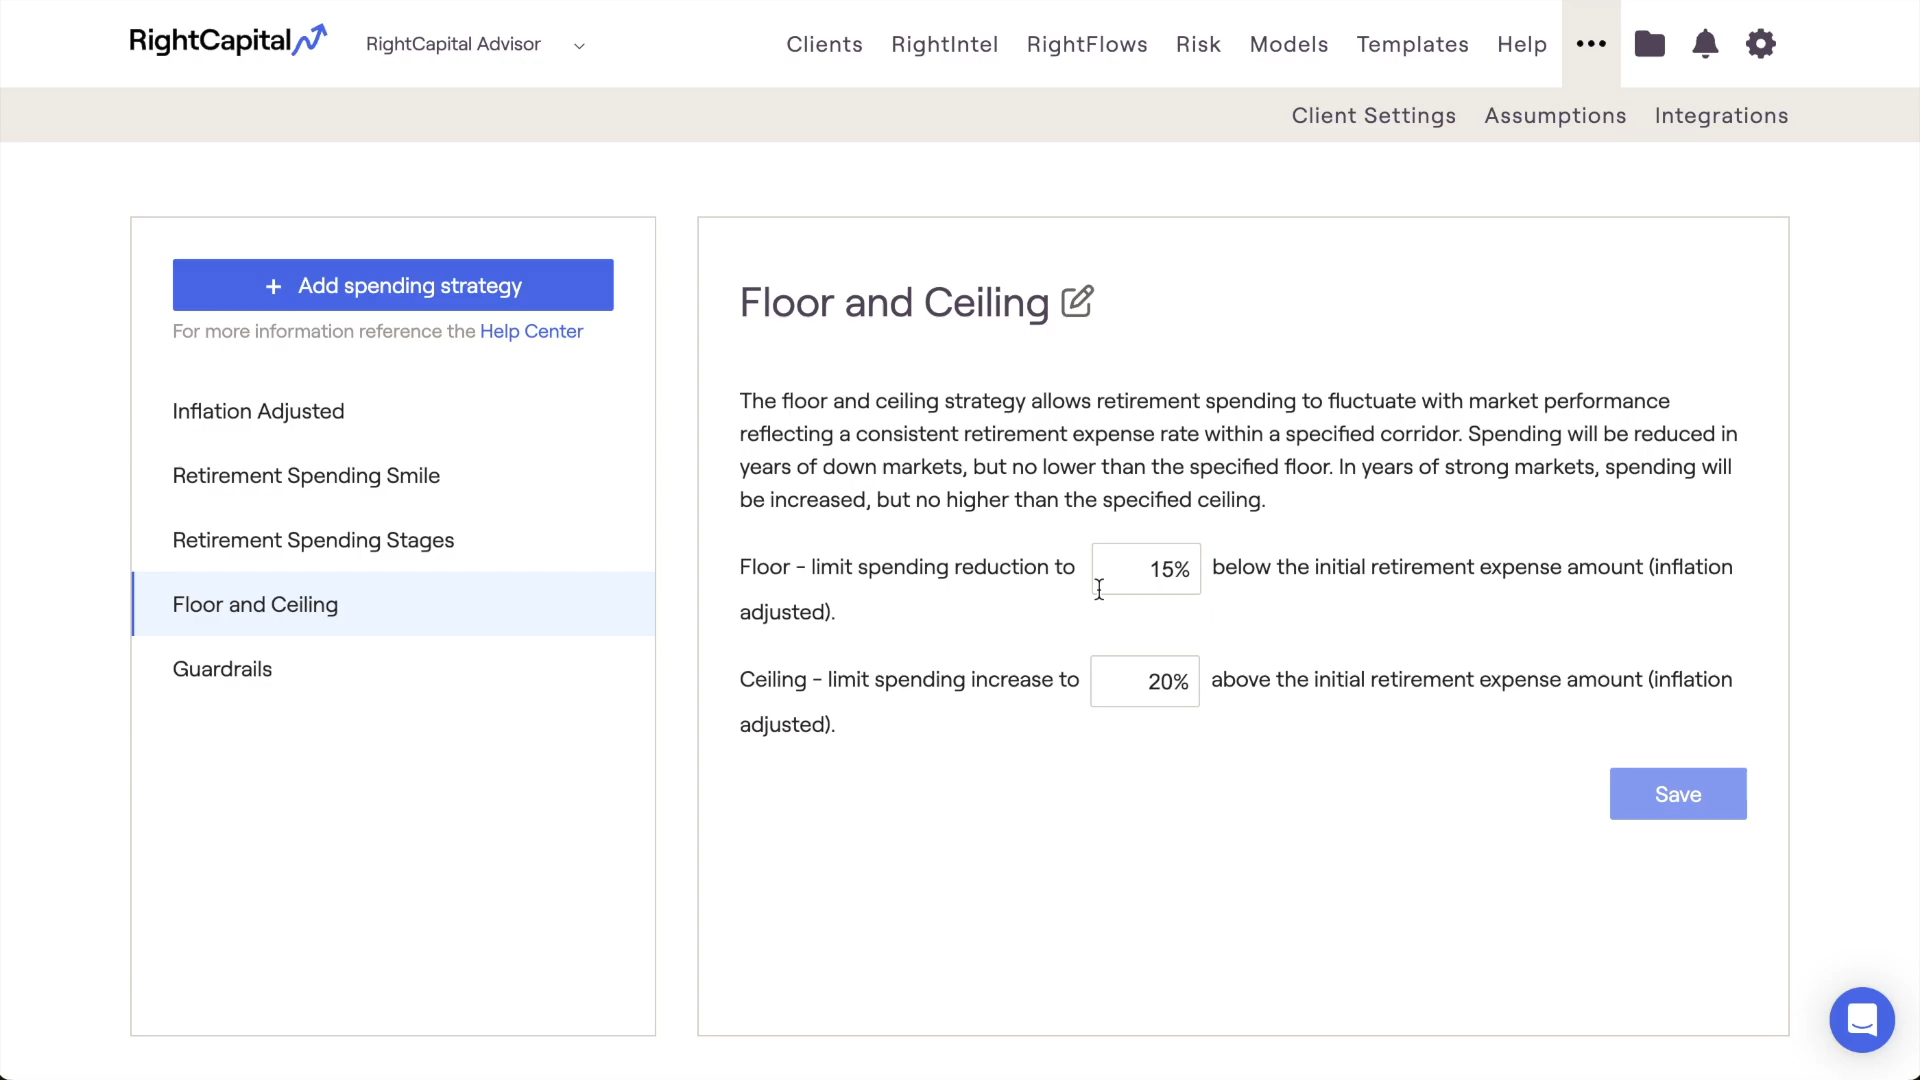 RightCapital
RightCapital Advisor
Clients
RightIntel
RightFlows
Risk
Models
Templates
Help
Client Settings
Assumptions
Integrations
+ Add spending strategy
For more information reference the Help Center
Inflation Adjusted
Retirement Spending Smile
Retirement Spending Stages
Floor and Ceiling
Guardrails
Floor and Ceiling
The floor and ceiling strategy allows retirement spending to fluctuate with market performance
reflecting a consistent retirement expense rate within a specified corridor. Spending will be reduced in
years of down markets, but no lower than the specified floor. In years of strong markets, spending will
be increased, but no higher than the specified ceiling.
Floor - limit spending reduction to 15% below the initial retirement expense amount (inflation
adjusted).
Ceiling - limit spending increase to 20% above the initial retirement expense amount (inflation
adjusted).
Save